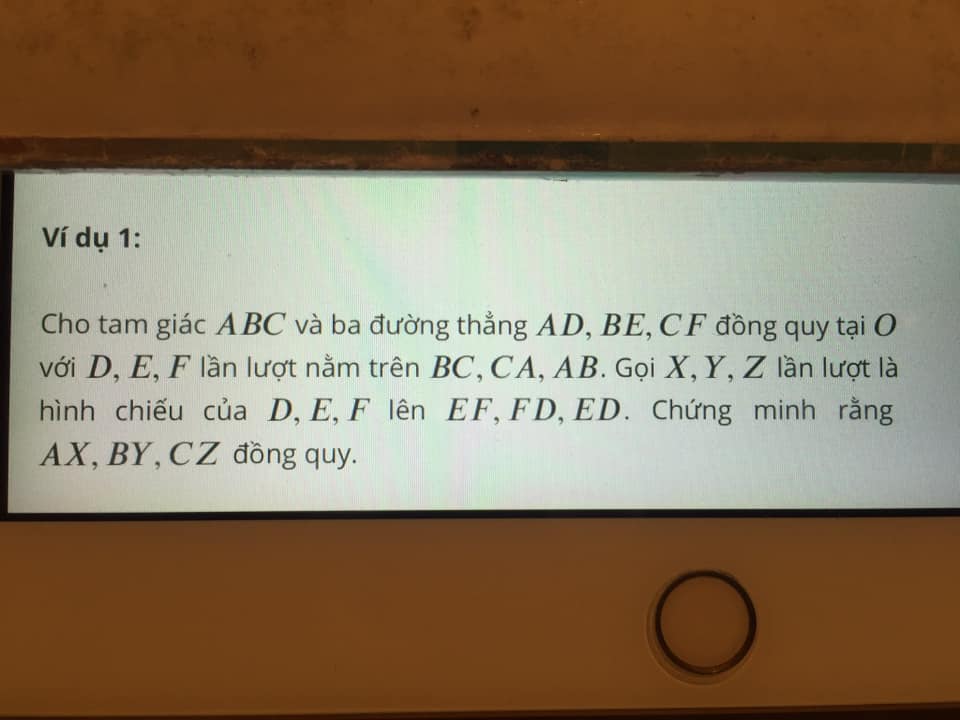 Ví dụ 1:
Cho tam giác ABC và ba đường thẳng AD, BE, CF đồng quy tại O
với D, E, F lần lượt nằm trên BC, CA, AB. Gọi X, Y, Z lần lượt là
hình chiếu của D, E, F lên EF, FD, ED. Chứng minh rằng
AX, BY, CZ đồng quy.